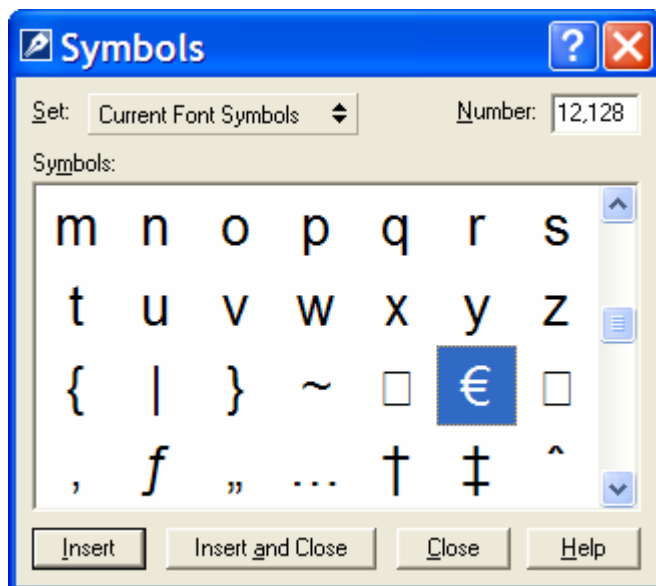 Symbols
Set: Current Font Symbols Number: 12,128
Symbols:
m n o p q r s
t u v w x y z
{ | } ~ □ € □
‚ ƒ „ … † ‡ ˆ
Insert Insert and Close Close Help